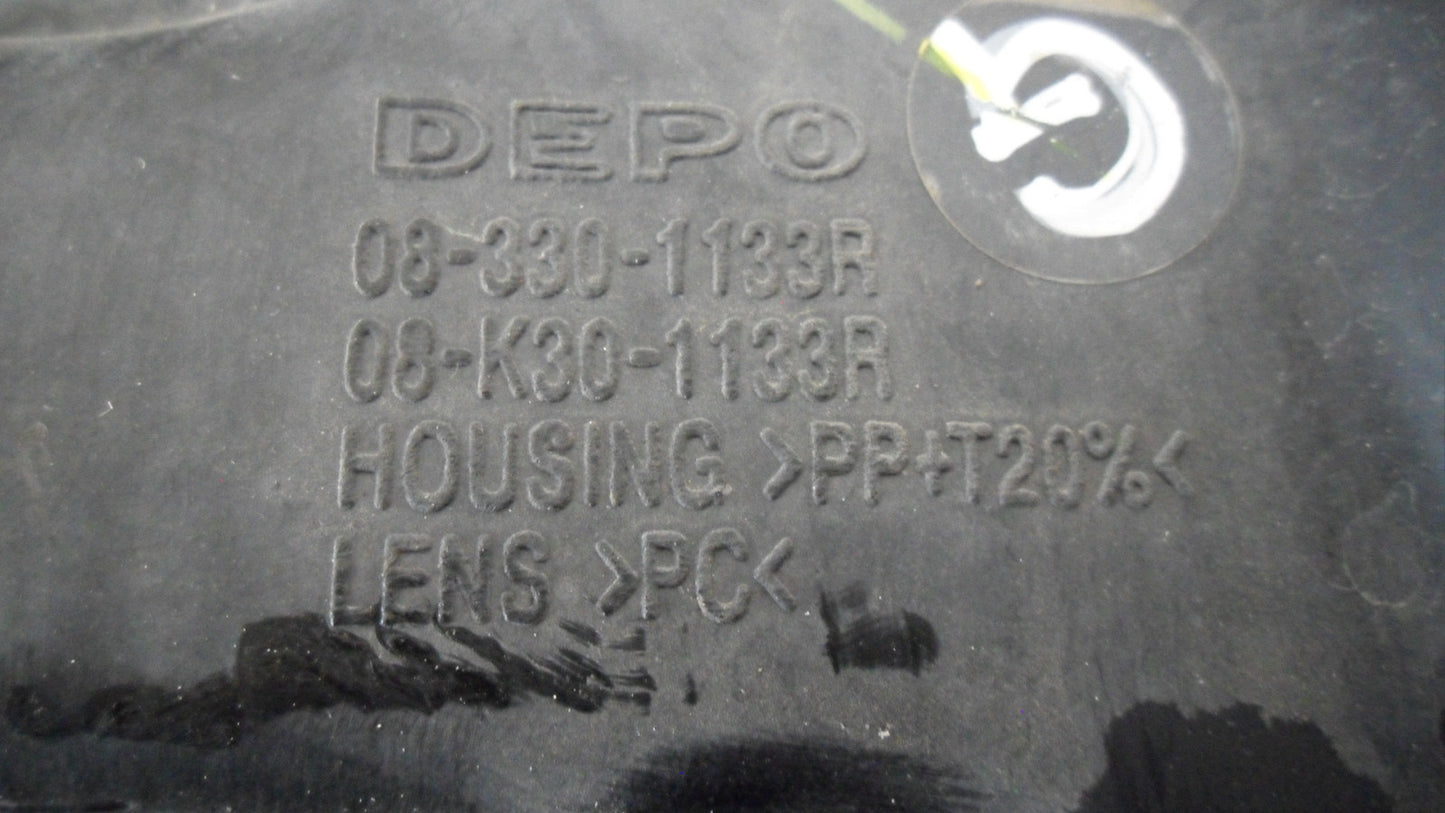 DEPO
08-330-1133R
08-K30-1133R
HOUSING >PP+T20%<
LENS >PC<